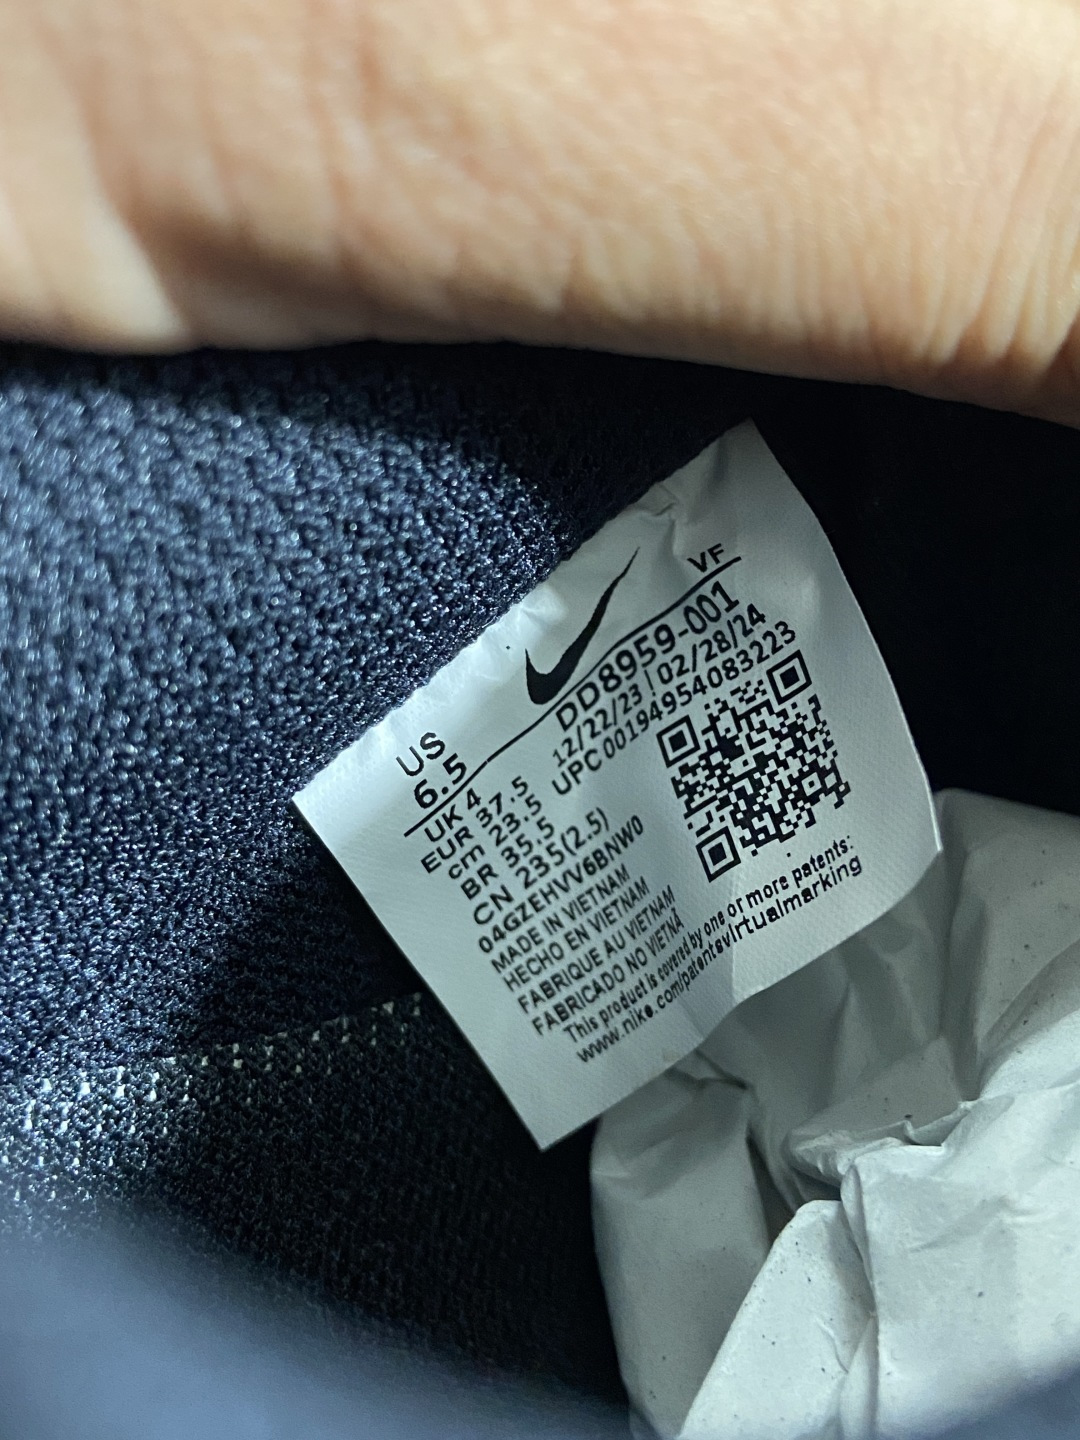 VF
DD8959-001
12/22/23 | 02/28/24
UPC 00194954083223
US
6.5
UK 4
EUR 37.5
cm 23.5
BR 35.5
CN 235(2.5)
04GZEHVV6BNW0
MADE IN VIETNAM
HECHO EN VIETNAM
FABRIQUE AU VIETNAM
FABRICADO NO VIETNÃ
This product is covered by one or more patents:
www.nike.com/patentsvirtualmarking